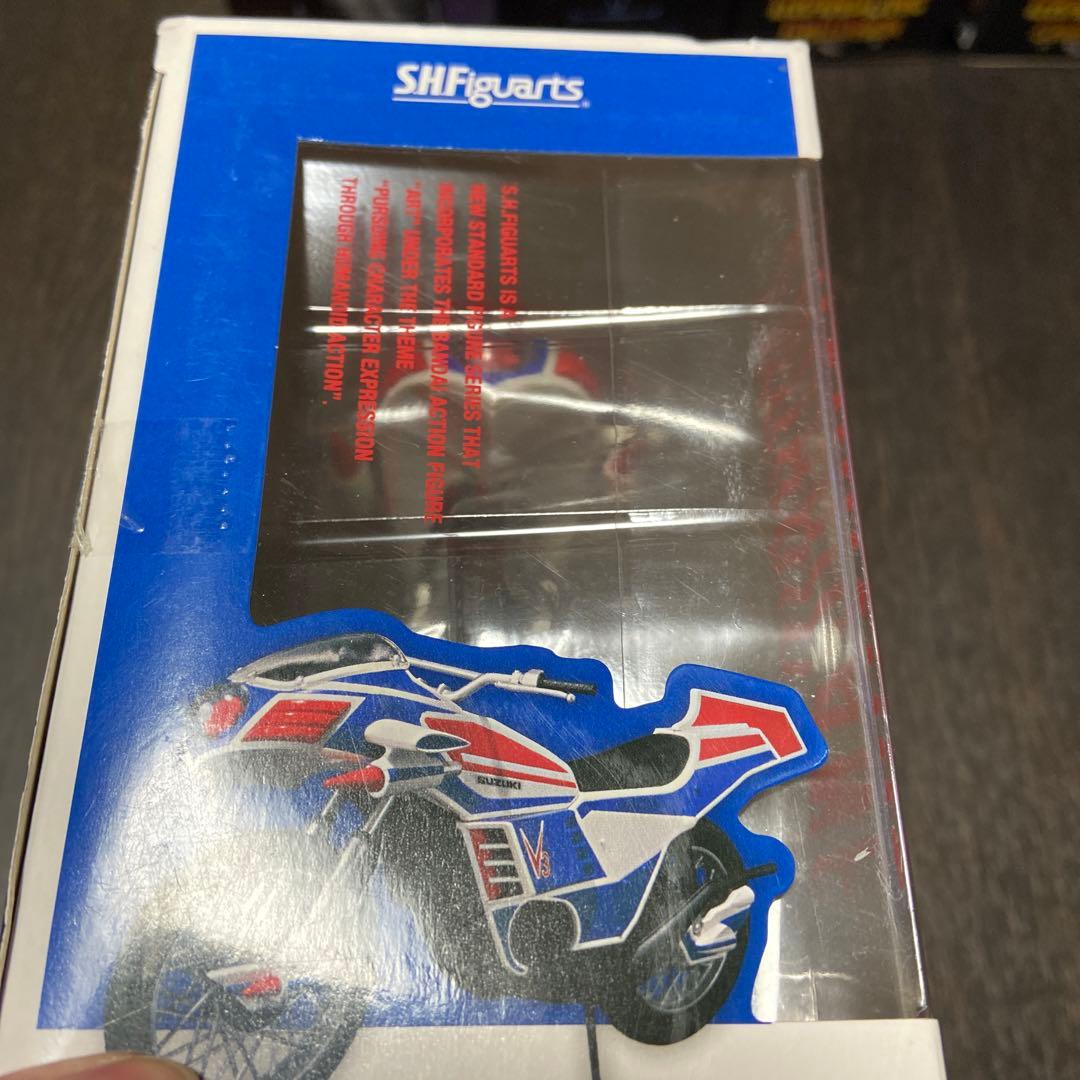 S.H.Figuarts
S.H.FIGUARTS IS A
NEW STANDARD FIGURE SERIES THAT
INCORPORATES THE BANDAI ACTION FIGURE
"ART" UNDER THE THEME
"PURSUING CHARACTER EXPRESSION
THROUGH HUMANOID ACTION".
SUZUKI
V3